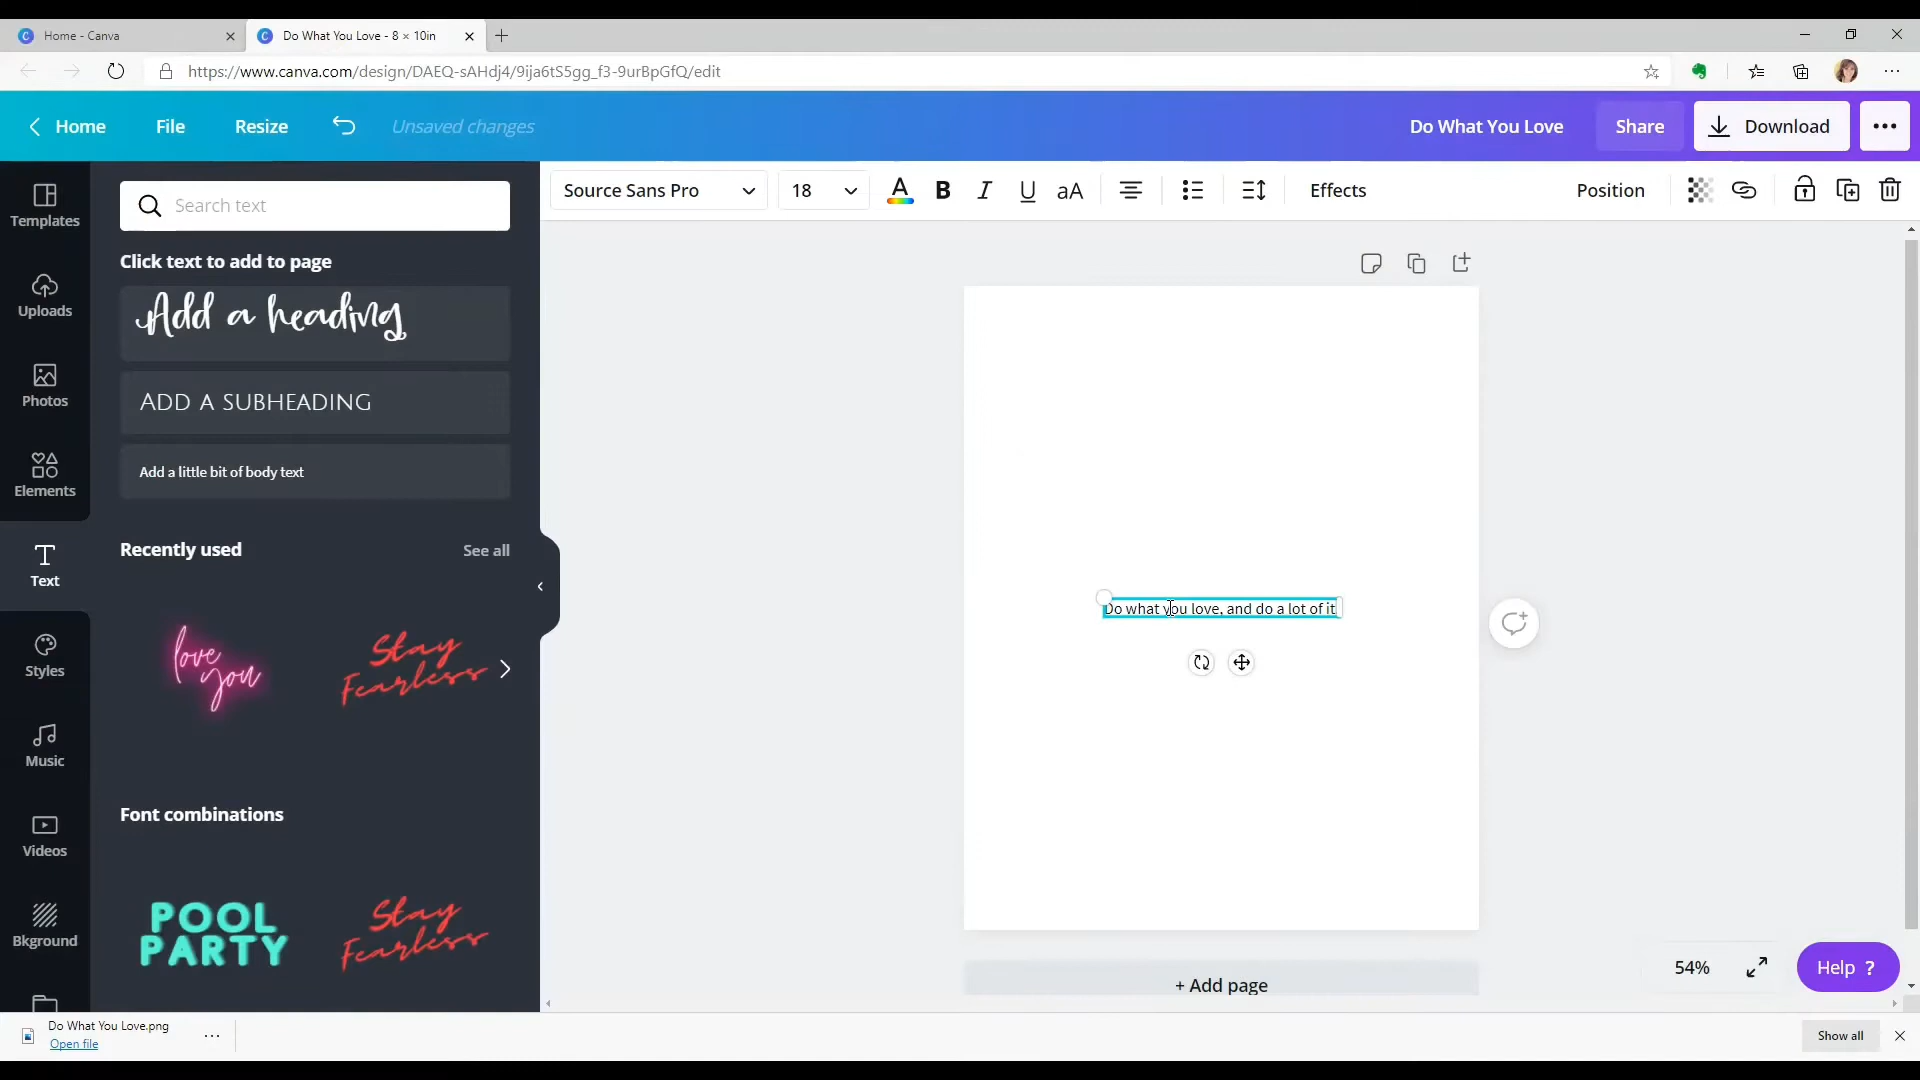 Home - Canva
Do What You Love - 8 × 10in
https://www.canva.com/design/DAEQ-sAHdj4/9ija6tS5gg_f3-9urBpGfQ/edit
Home
File
Resize
Unsaved changes
Do What You Love
Share
Download
Templates
Uploads
Photos
Elements
Text
Styles
Music
Videos
Bkground
Search text
Click text to add to page
Add a heading
ADD A SUBHEADING
Add a little bit of body text
Recently used
See all
love
you
Stay
Fearless
Font combinations
POOL
PARTY
Stay
Fearless
Source Sans Pro
18
A
B
I
U
aA
Effects
Position
Do what you love, and do a lot of it
+ Add page
54%
Help ?
Do What You Love.png
Open file
Show all